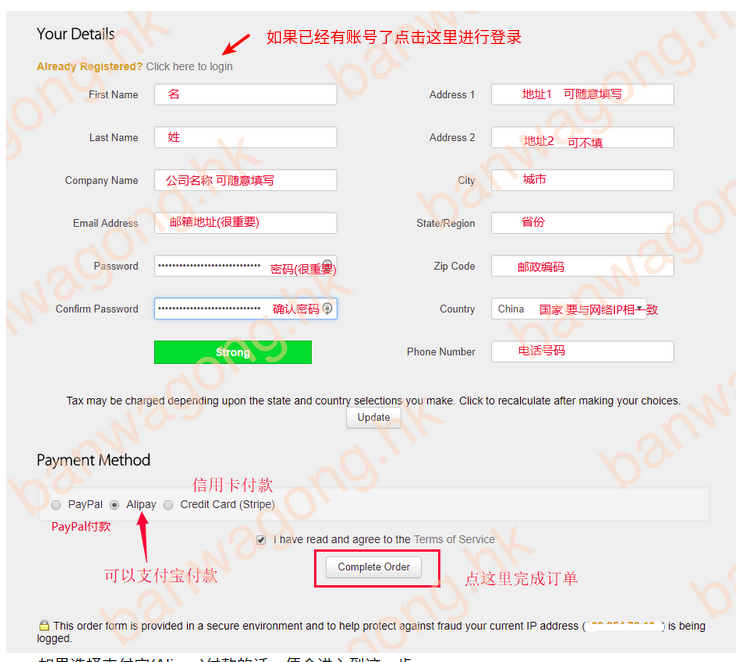 Your Details
如果已经有账号了点击这里进行登录
Already Registered? Click here to login
First Name 名 Address 1 地址1 可随意填写
Last Name 姓 Address 2 地址2 可不填
Company Name 公司名称 可随意填写 City 城市
Email Address 邮箱地址(很重要) State/Region 省份
Password 密码(很重要) Zip Code 邮政编码
Confirm Password 确认密码 Country China 国家 要与网络IP相一致
Strong Phone Number 电话号码
Tax may be charged depending upon the state and country selections you make. Click to recalculate after making your choices.
Update
Payment Method
信用卡付款
PayPal Alipay Credit Card (Stripe)
PayPal付款
I have read and agree to the Terms of Service
可以支付宝付款
Complete Order
点这里完成订单
This order form is provided in a secure environment and to help protect against fraud your current IP address ( ) is being
logged.
banwagong.hk